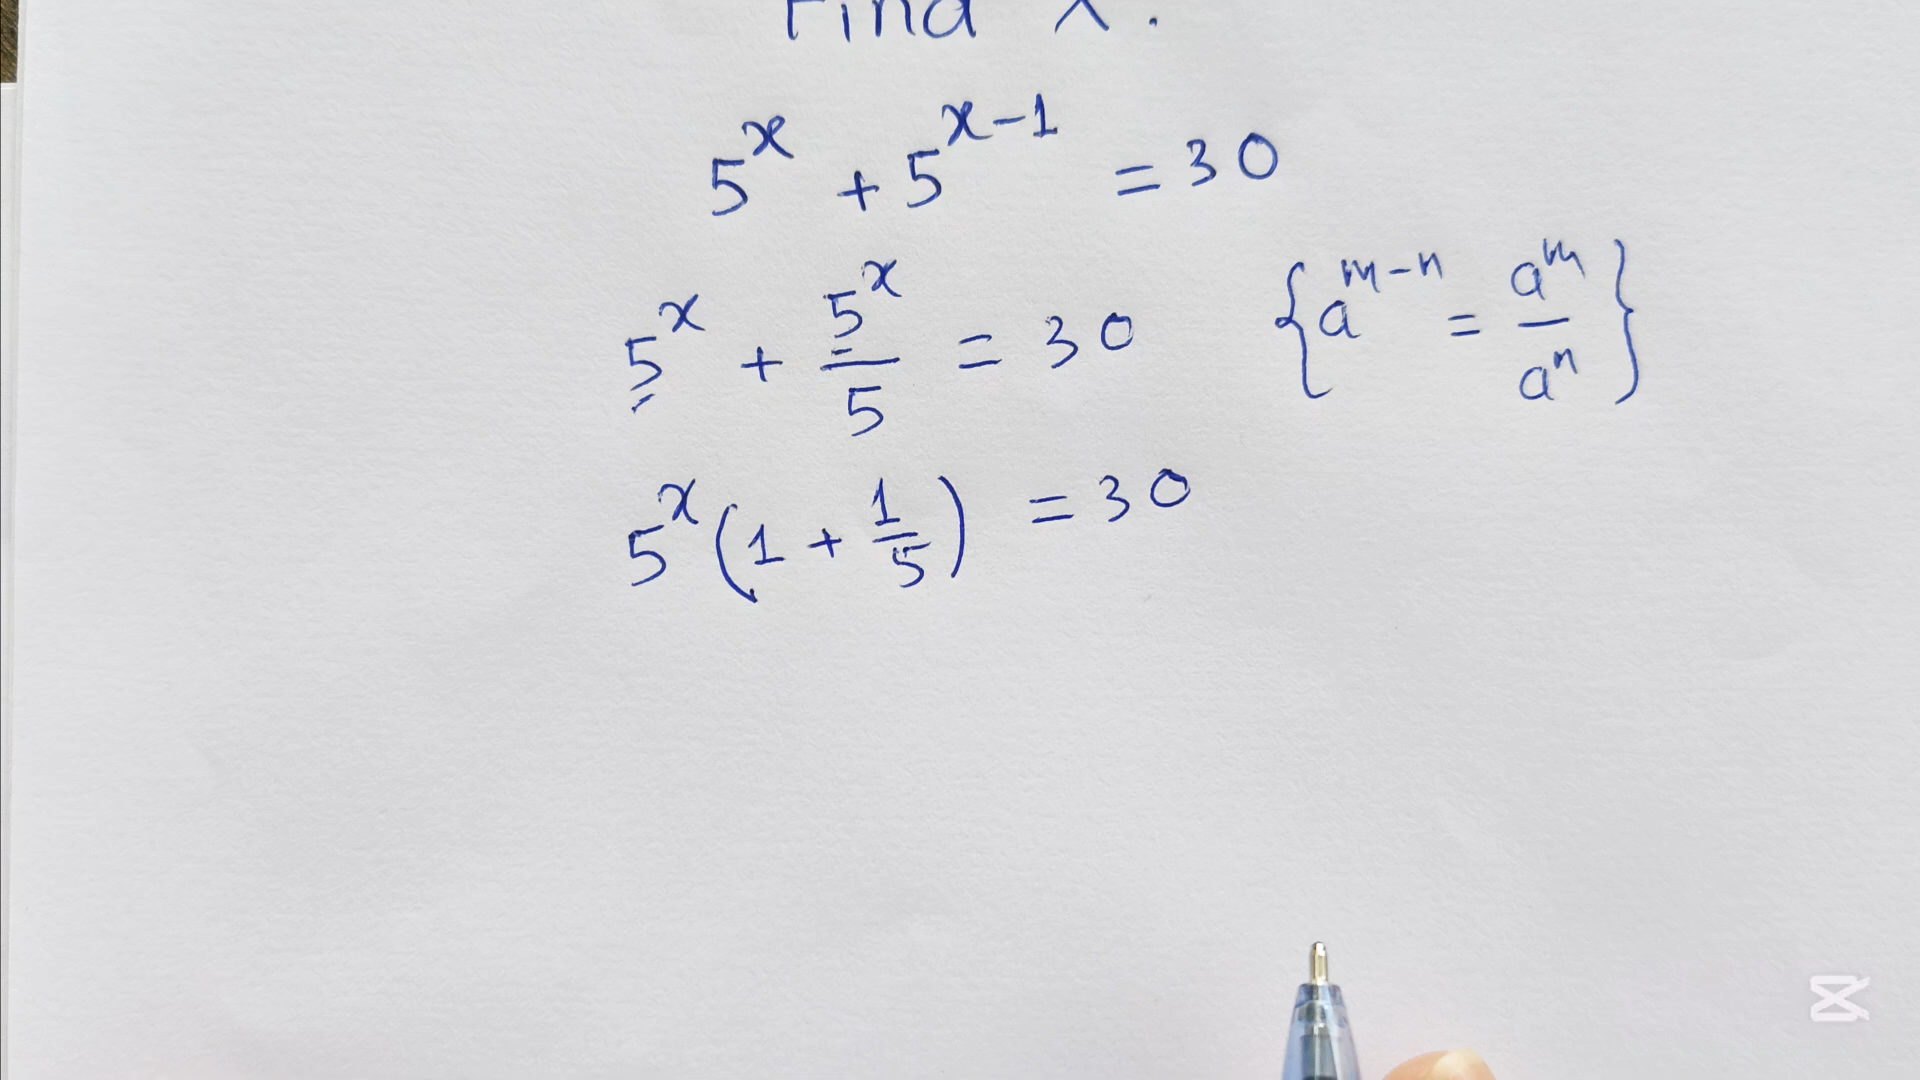 Find x.
5^x + 5^(x-1) = 30
5^x + 5^x/5 = 30 {a^(m-n) = a^m/a^n}
5^x(1 + 1/5) = 30